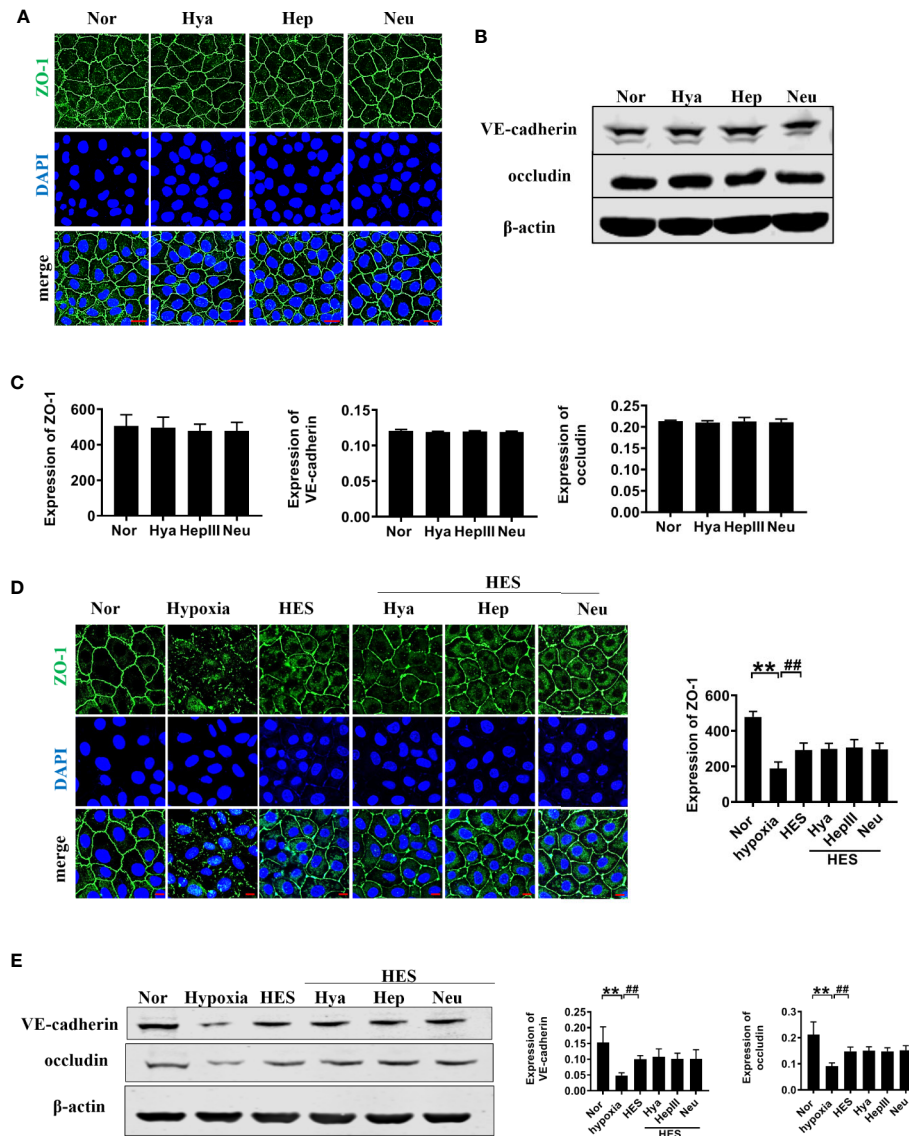 A
Nor Hya Hep Neu
ZO-1
DAPI
merge
B
Nor Hya Hep Neu
VE-cadherin
occludin
β-actin
C
Expression of ZO-1
600
400
200
0
Nor Hya HepIII Neu
Expression of
VE-cadherin
0.15
0.10
0.05
0.00
Nor Hya HepIII Neu
Expression of
occludin
0.25
0.20
0.15
0.10
0.05
0.00
Nor Hya HepIII Neu
D
HES
Nor Hypoxia HES Hya Hep Neu
ZO-1
DAPI
merge
Expression of ZO-1
** ##
600
400
200
0
Nor hypoxia HES Hya HepIII Neu
HES
E
HES
Nor Hypoxia HES Hya Hep Neu
VE-cadherin
occludin
β-actin
Expression of
VE-cadherin
** ##
0.25
0.20
0.15
0.10
0.05
0.00
Nor hypoxia HES Hya HepIII Neu
HES
Expression of
occludin
** ##
0.3
0.2
0.1
0.0
Nor hypoxia HES Hya HepIII Neu